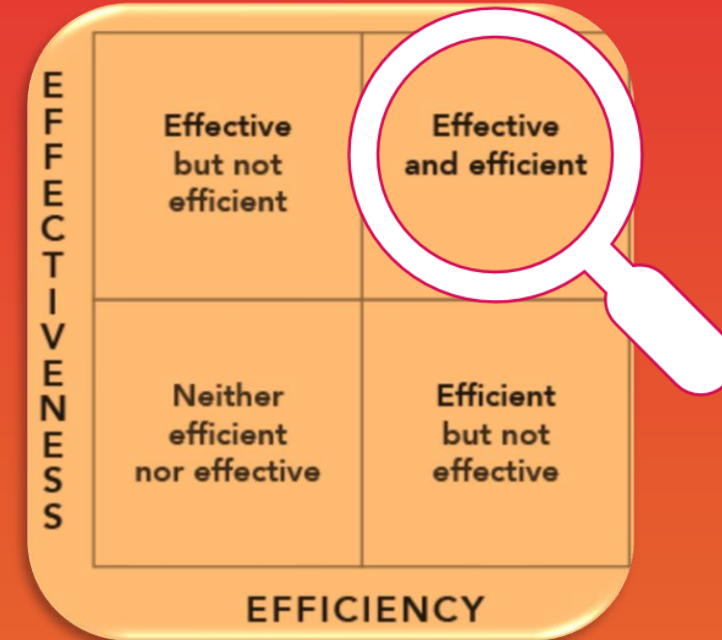 EFFECTIVENESS
Effective
but not
efficient
Effective
and efficient
Neither
efficient
nor effective
Efficient
but not
effective
EFFICIENCY